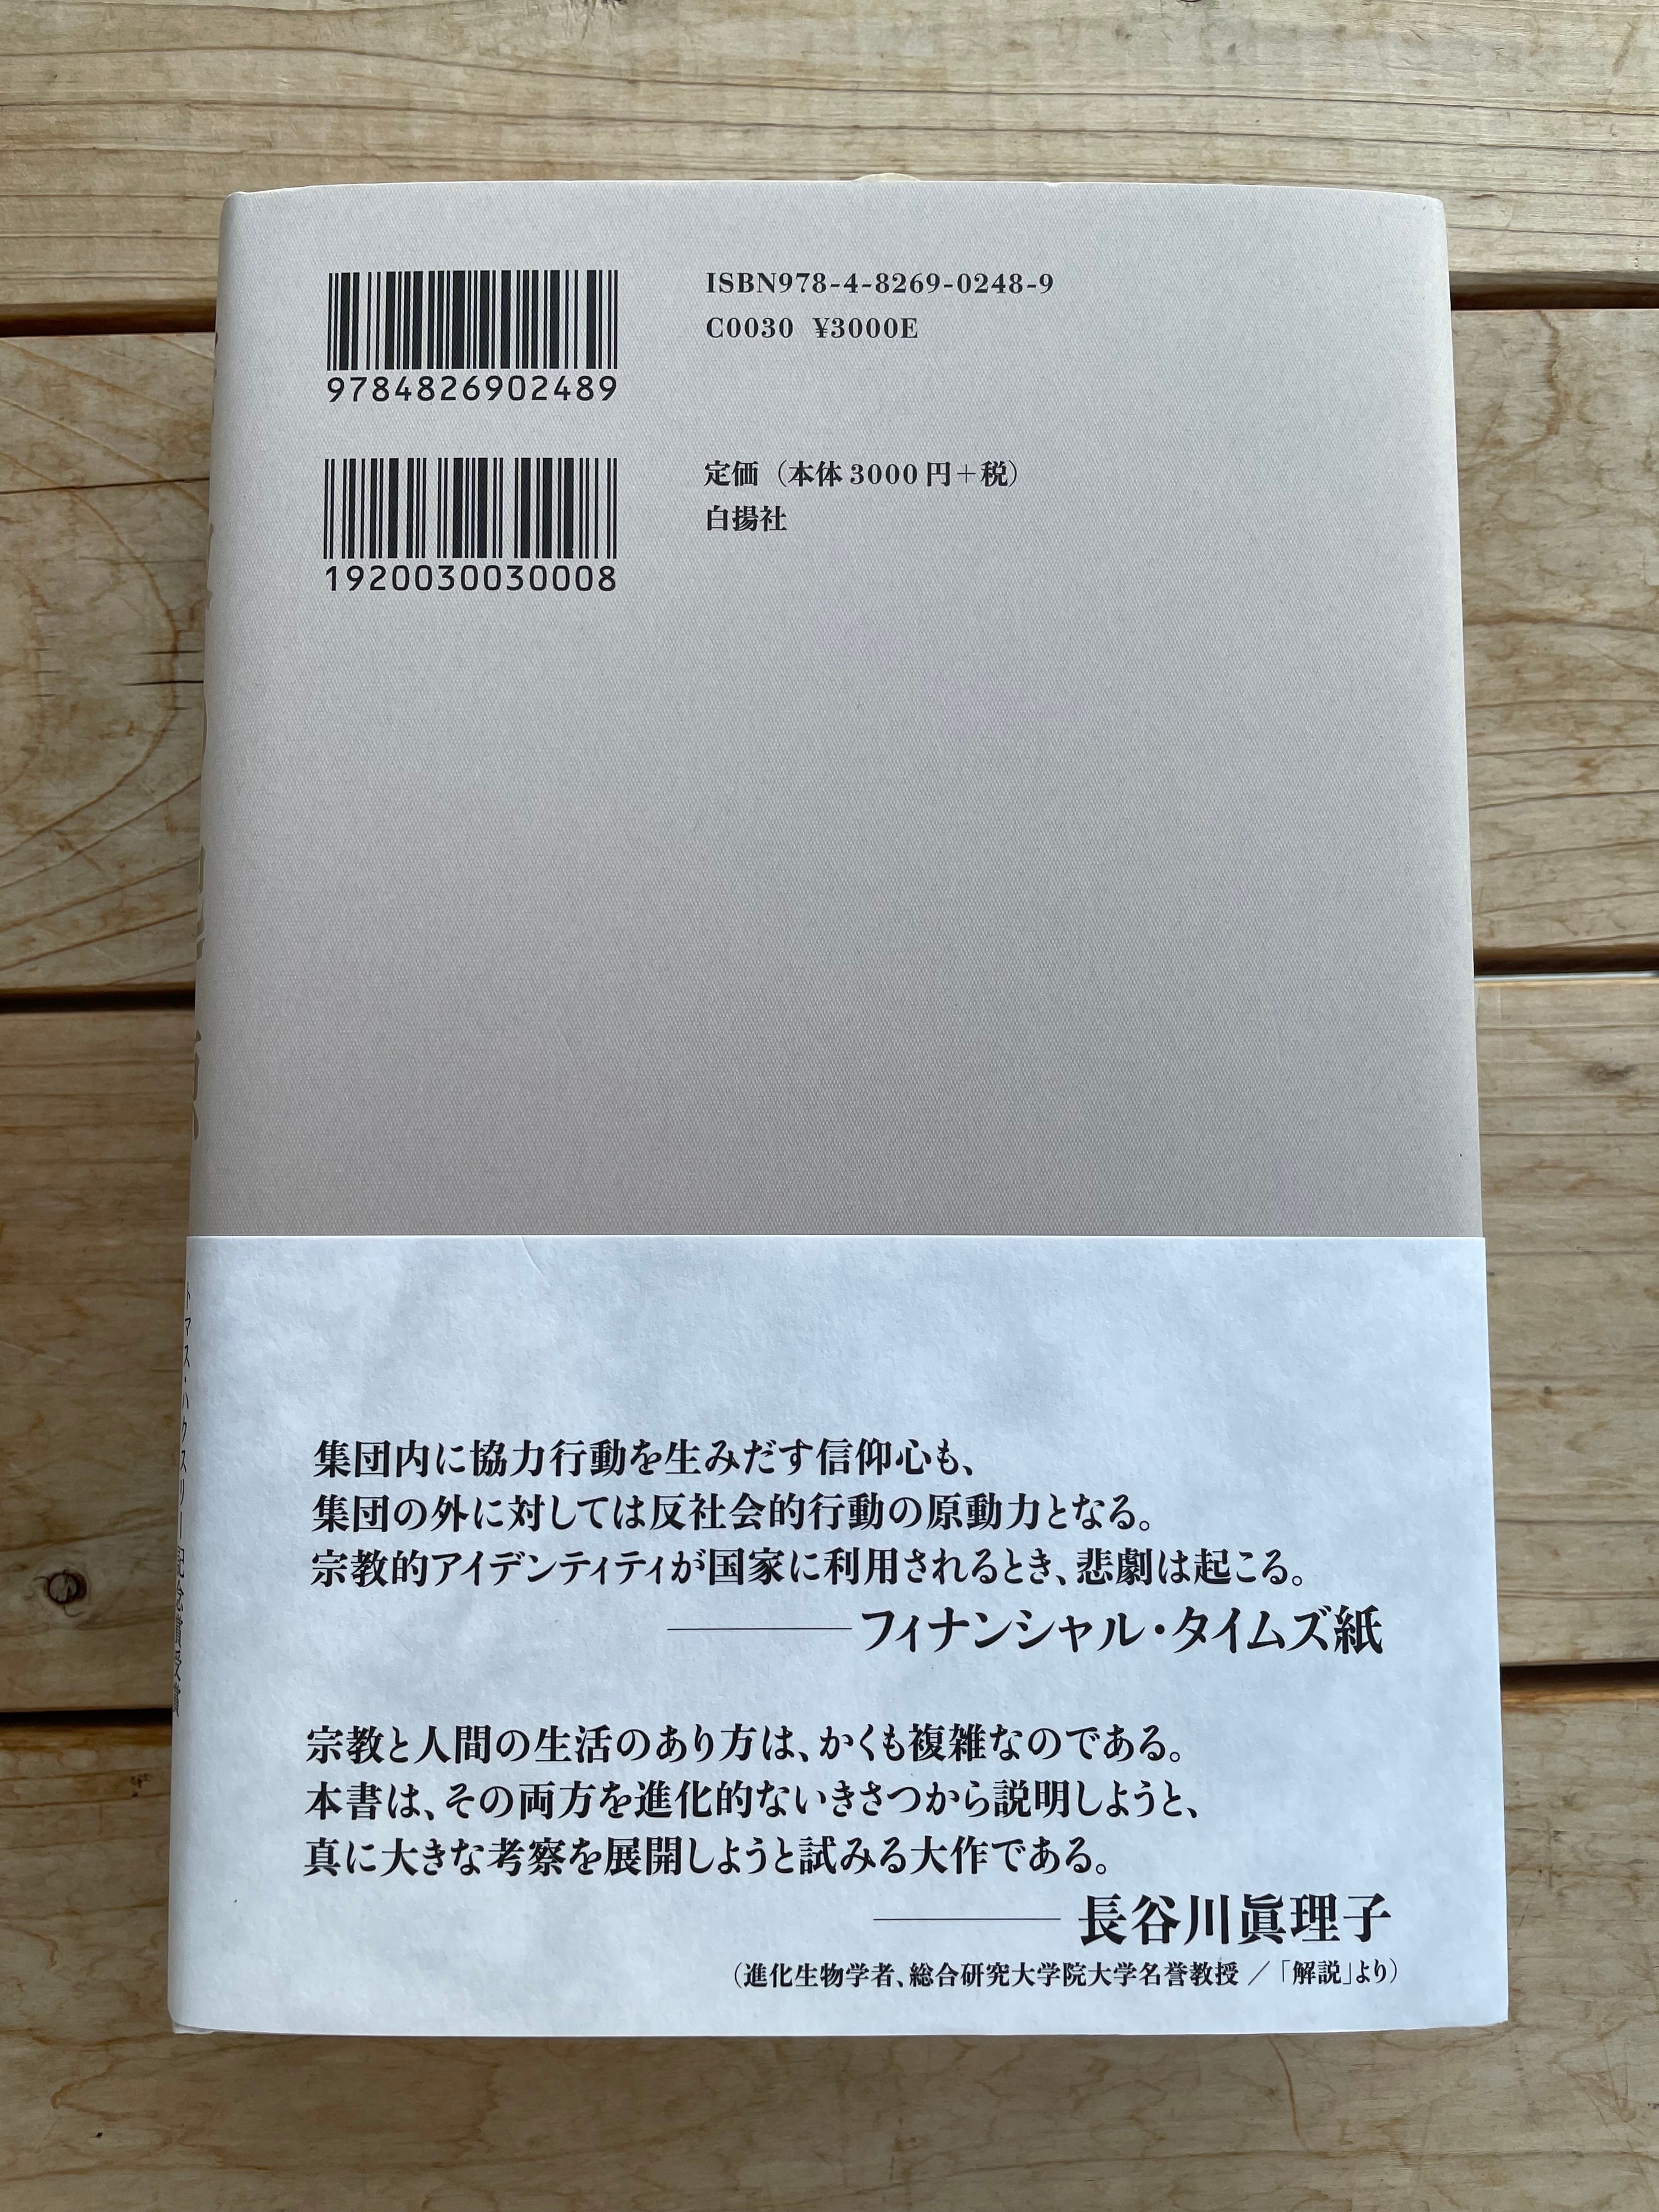 9784826902489
ISBN978-4-8269-0248-9
C0030 ¥3000E
1920030030008
定価（本体3000円＋税）
白揚社
集団内に協力行動を生みだす信仰心も、
集団の外に対しては反社会的行動の原動力となる。
宗教的アイデンティティが国家に利用されるとき、悲劇は起こる。
――フィナンシャル・タイムズ紙
宗教と人間の生活のあり方は、かくも複雑なのである。
本書は、その両方を進化的ないきさつから説明しようと、
真に大きな考察を展開しようと試みる大作である。
――長谷川眞理子
（進化生物学者、総合研究大学院大学名誉教授／「解説」より）
トマス・ハクスリー